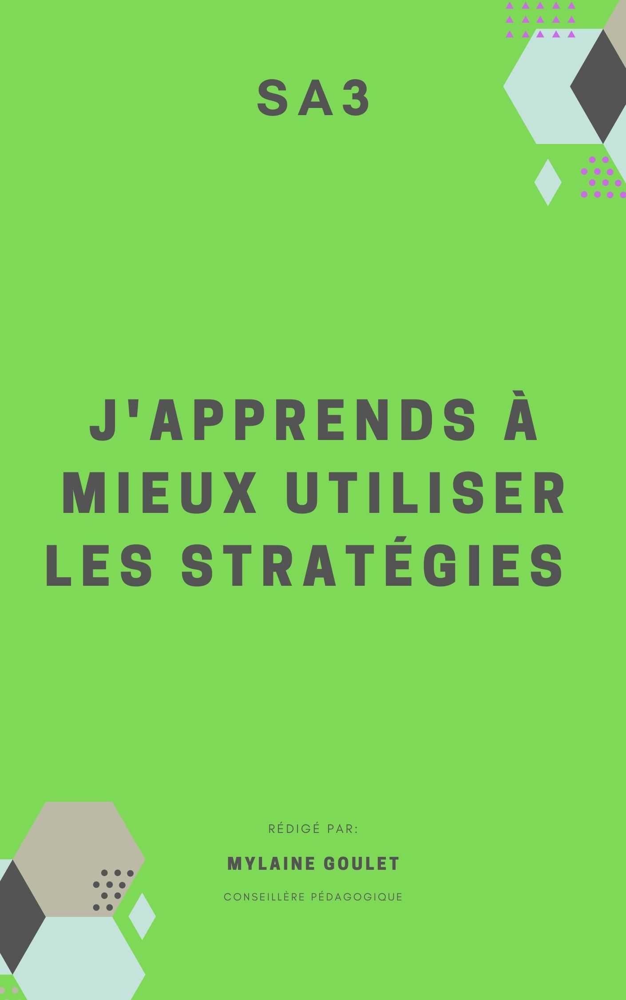 SA3
J'APPRENDS À
MIEUX UTILISER
LES STRATÉGIES
RÉDIGÉ PAR:
MYLAINE GOULET
CONSEILLÈRE PÉDAGOGIQUE